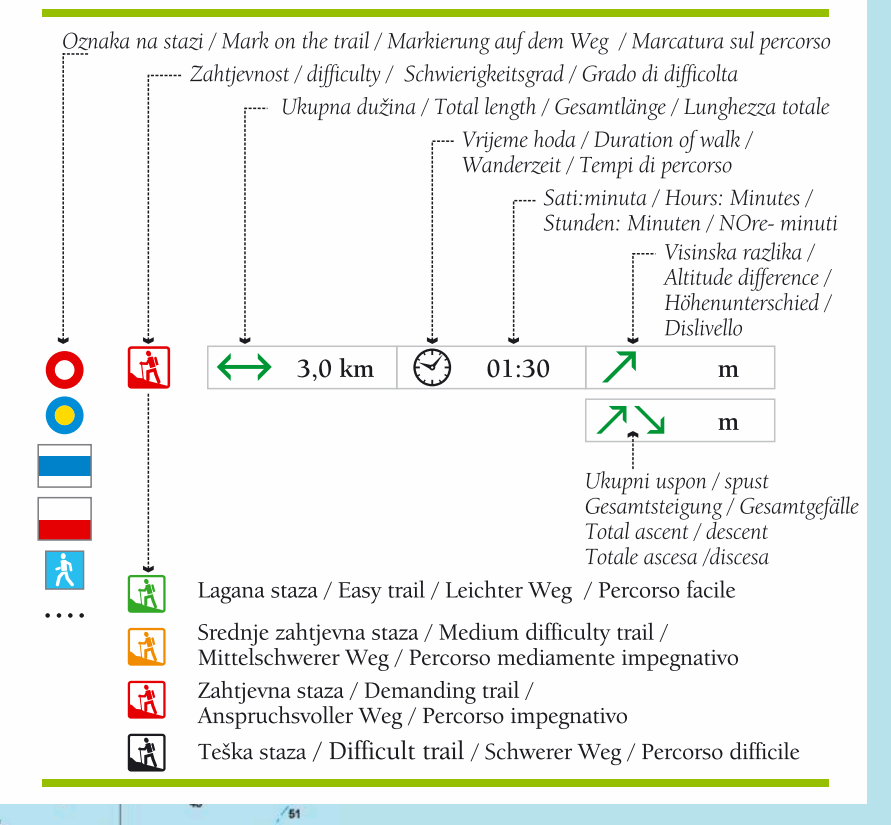 Oznaka na stazi / Mark on the trail / Markierung auf dem Weg / Marcatura sul percorso
Zahtjevnost / difficulty / Schwierigkeitsgrad / Grado di difficolta
Ukupna dužina / Total length / Gesamtlänge / Lunghezza totale
Vrijeme hoda / Duration of walk /
Wanderzeit / Tempi di percorso
Sati:minuta / Hours: Minutes /
Stunden: Minuten / NOre- minuti
Visinska razlika /
Altitude difference /
Höhenunterschied /
Dislivello
3,0 km 01:30 m
m
Ukupni uspon / spust
Gesamtsteigung / Gesamtgefälle
Total ascent / descent
Totale ascesa /discesa
Lagana staza / Easy trail / Leichter Weg / Percorso facile
....
Srednje zahtjevna staza / Medium difficulty trail /
Mittelschwerer Weg / Percorso mediamente impegnativo
Zahtjevna staza / Demanding trail /
Anspruchsvoller Weg / Percorso impegnativo
Teška staza / Difficult trail / Schwerer Weg / Percorso difficile
51